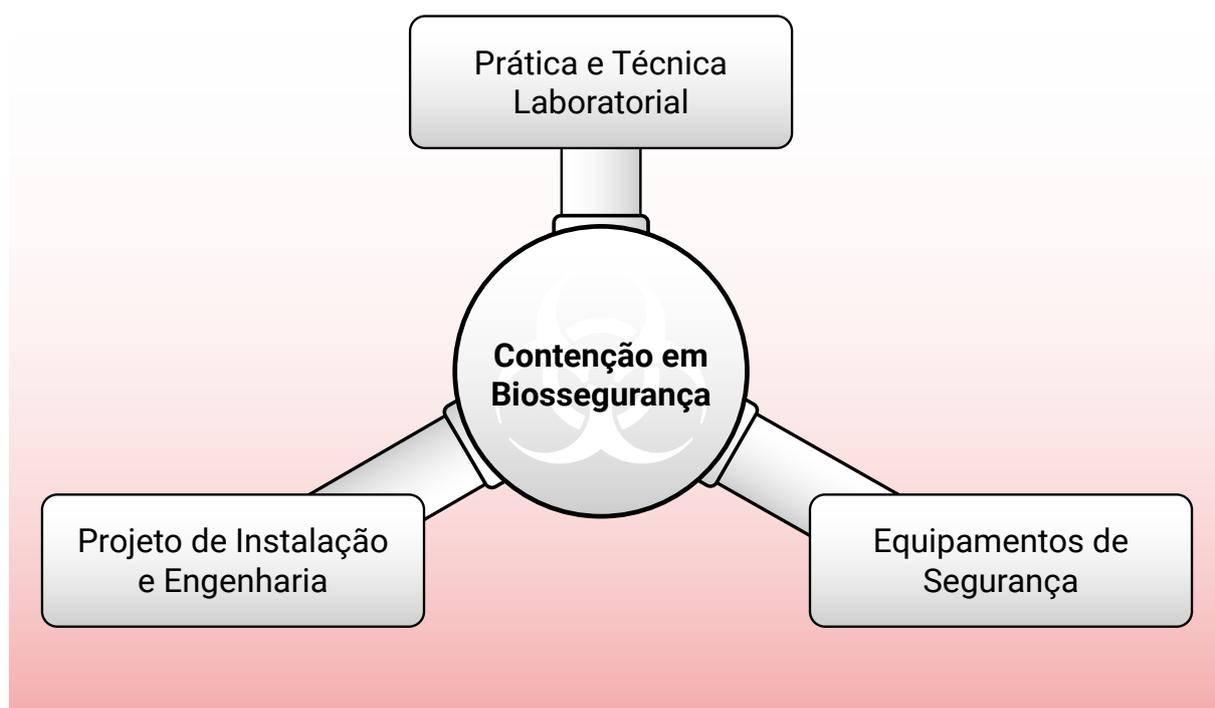 Prática e Técnica
Laboratorial
Contenção em
Biossegurança
Projeto de Instalação
e Engenharia
Equipamentos de
Segurança